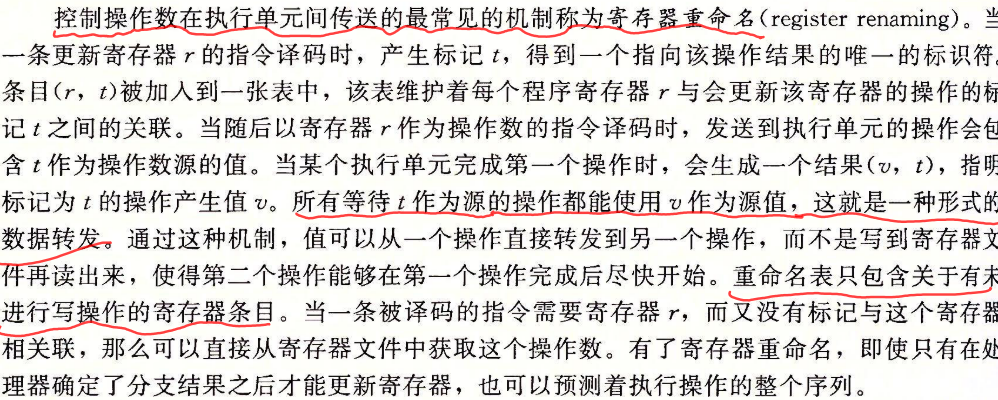 控制操作数在执行单元间传送的最常见的机制称为寄存器重命名(register renaming)。当
一条更新寄存器 r 的指令译码时，产生标记 t，得到一个指向该操作结果的唯一的标识符。
条目(r, t)被加入到一张表中，该表维护着每个程序寄存器 r 与会更新该寄存器的操作的标
记 t 之间的关联。当随后以寄存器 r 作为操作数的指令译码时，发送到执行单元的操作会包
含 t 作为操作数源的值。当某个执行单元完成第一个操作时，会生成一个结果(v, t)，指明
标记为 t 的操作产生值 v。所有等待 t 作为源的操作都能使用 v 作为源值，这就是一种形式的
数据转发。通过这种机制，值可以从一个操作直接转发到另一个操作，而不是写到寄存器文
件再读出来，使得第二个操作能够在第一个操作完成后尽快开始。重命名表只包含关于有未
进行写操作的寄存器条目。当一条被译码的指令需要寄存器 r，而又没有标记与这个寄存器
相关联，那么可以直接从寄存器文件中获取这个操作数。有了寄存器重命名，即使只有在处
理器确定了分支结果之后才能更新寄存器，也可以预测着执行操作的整个序列。